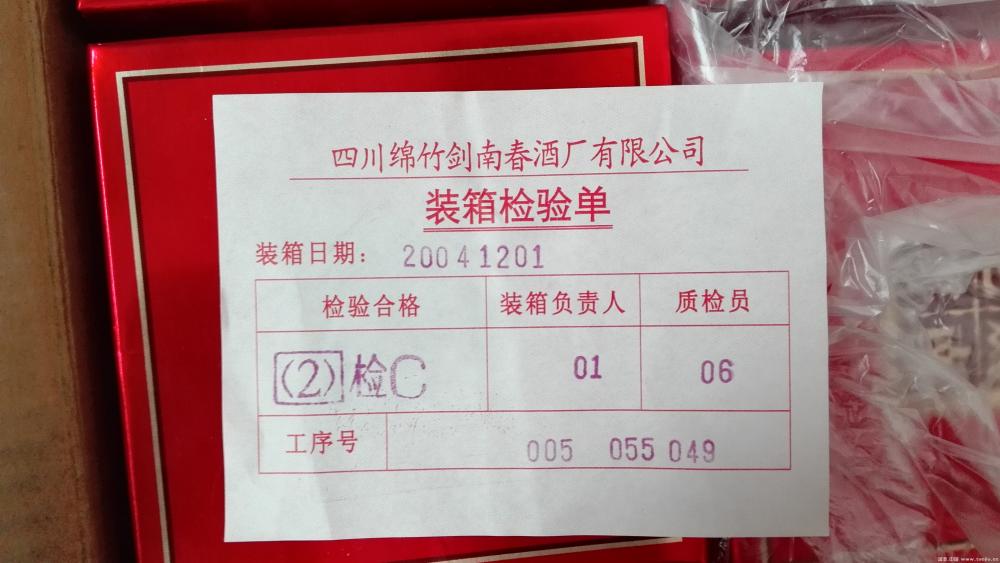 四川绵竹剑南春酒厂有限公司
装箱检验单
装箱日期： 20041201
检验合格 装箱负责人 质检员
(2) 检C 01 06
工序号 005 055 049